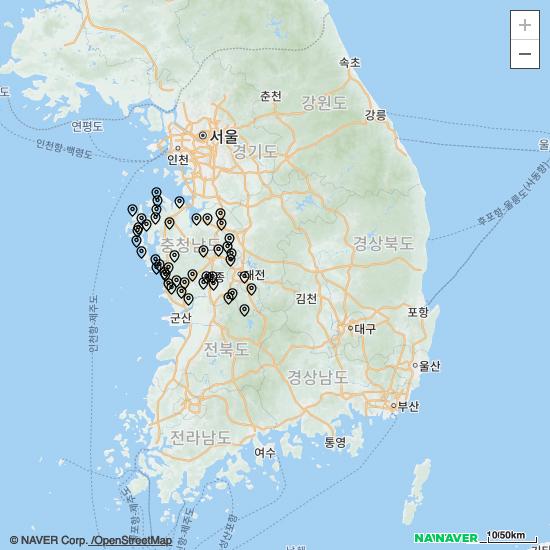 +
−
속초
춘천
강원도
강릉
도
연평도
서울
울
인천항-백령도
인천
경기도
후포항-울릉도(사동항)
충청남도
경상북도
대전
종
김천
인천항-제주도
포항
군산
대구
전북도
울산
경상남도
부산
전라남도
통영
여수
© NAVER Corp. /OpenStreetMap
NAVER
10/50km